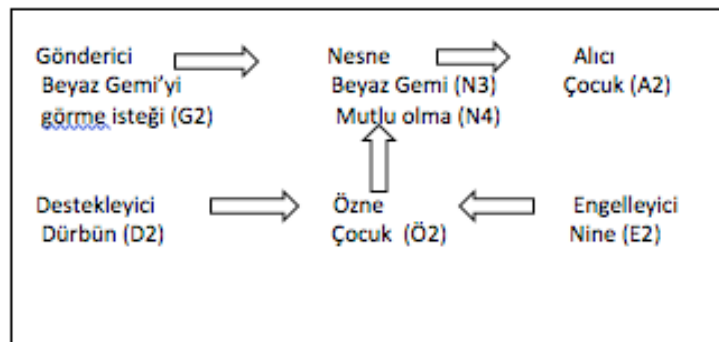 Gönderici Nesne Alıcı
Beyaz Gemi'yi Beyaz Gemi (N3) Çocuk (A2)
görme isteği (G2) Mutlu olma (N4)
Destekleyici Özne Engelleyici
Dürbün (D2) Çocuk (Ö2) Nine (E2)